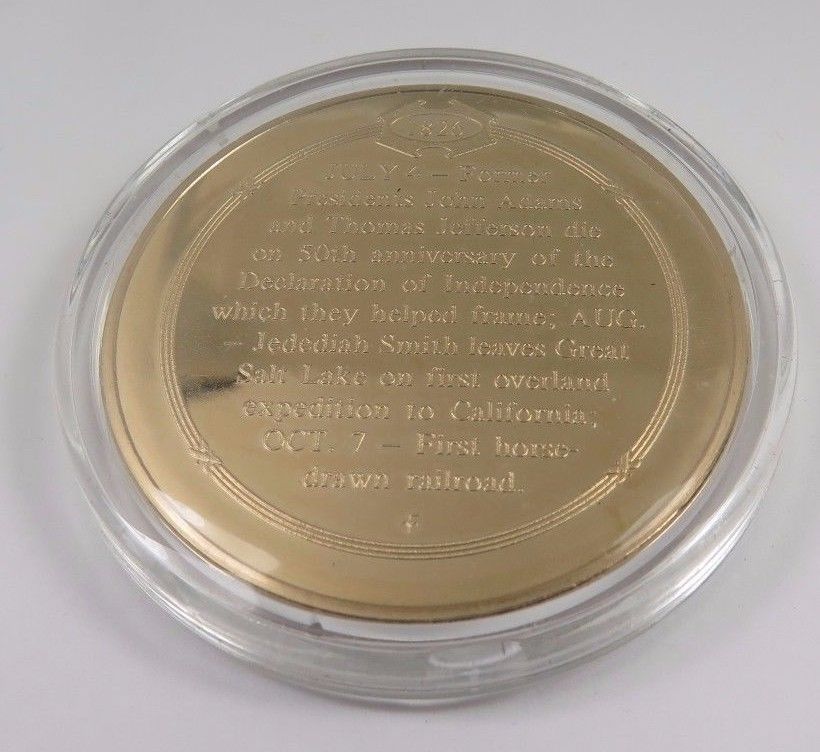 1826
JULY 4 – Former
Presidents John Adams
and Thomas Jefferson die
on 50th anniversary of the
Declaration of Independence
which they helped frame; AUG.
– Jedediah Smith leaves Great
Salt Lake on first overland
expedition to California;
OCT. 7 – First horse-
drawn railroad.